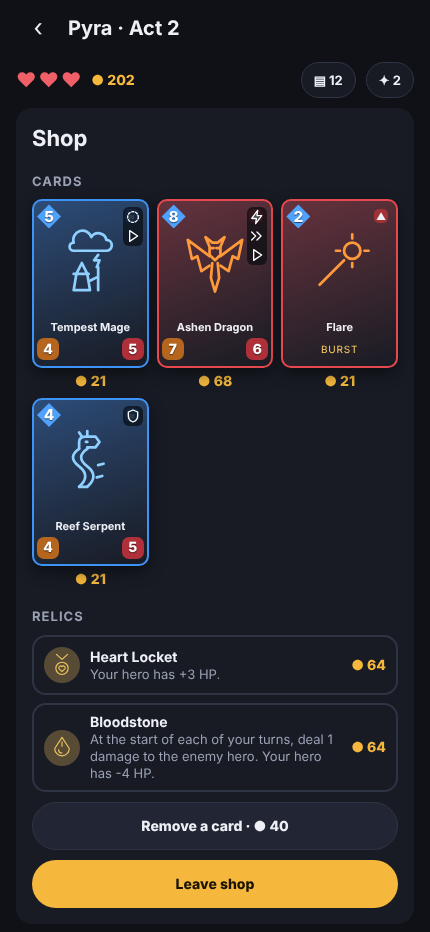 Pyra · Act 2
202
12
2
Shop
CARDS
5
Tempest Mage
4 5
21
8
Ashen Dragon
7 6
68
2
Flare
BURST
21
4
Reef Serpent
4 5
21
RELICS
Heart Locket
Your hero has +3 HP.
64
Bloodstone
At the start of each of your turns, deal 1
damage to the enemy hero. Your hero
has -4 HP.
64
Remove a card · 40
Leave shop